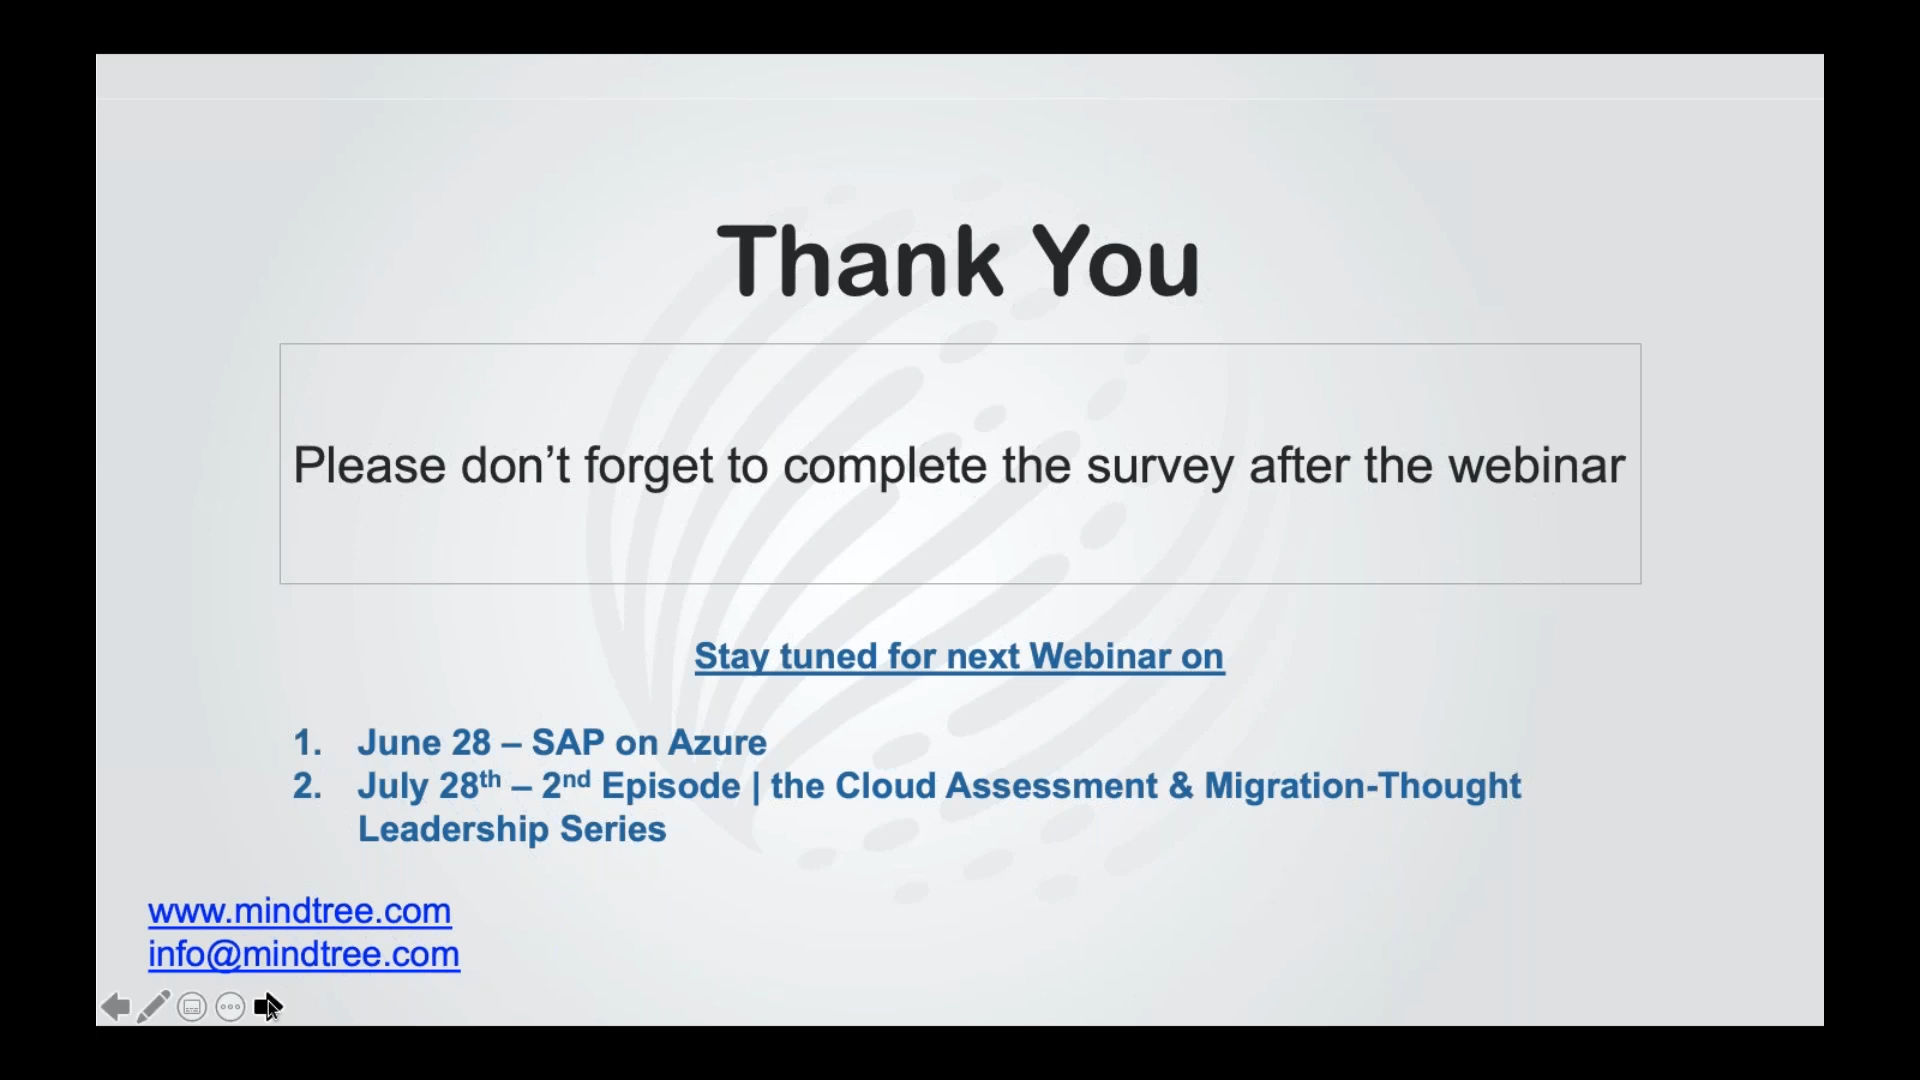 Thank You
Please don’t forget to complete the survey after the webinar
Stay tuned for next Webinar on
1. June 28 – SAP on Azure
2. July 28th – 2nd Episode | the Cloud Assessment & Migration-Thought
Leadership Series
www.mindtree.com
info@mindtree.com